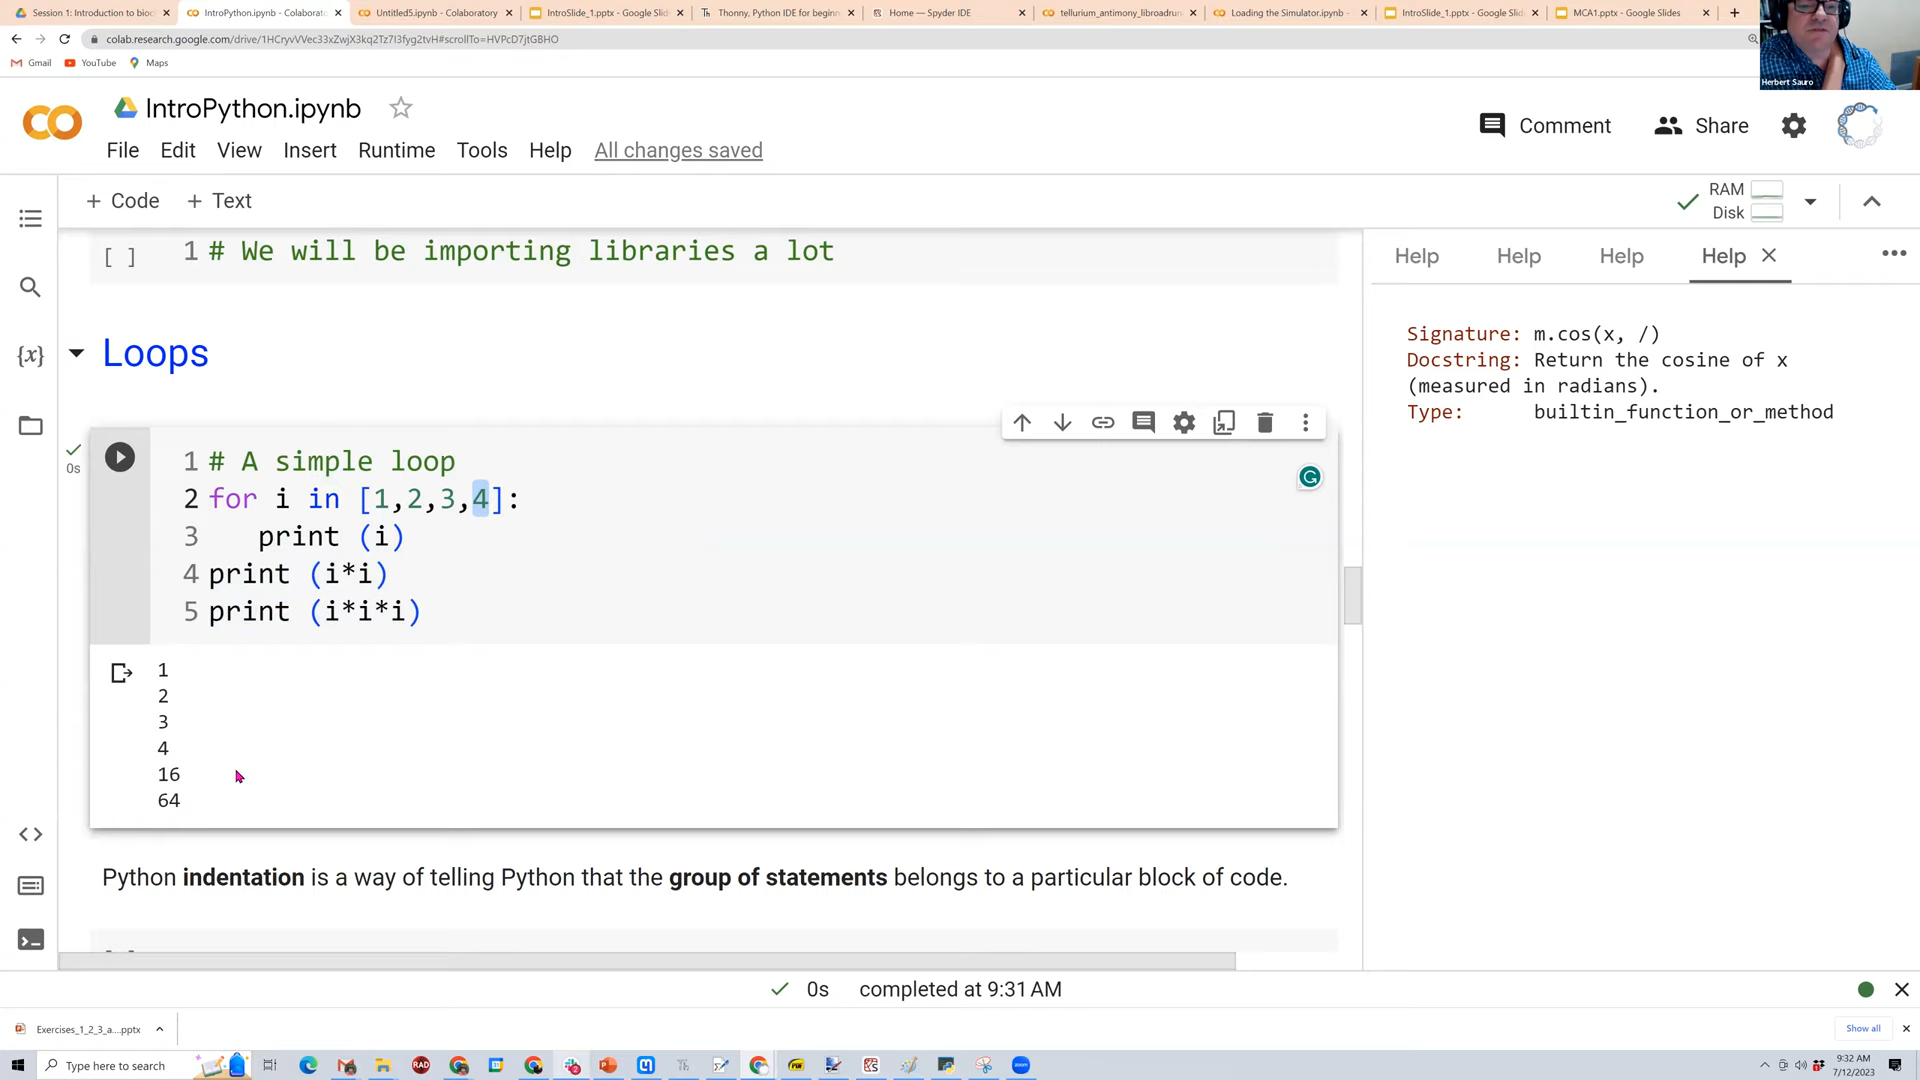 Session 1: Introduction to bioc
IntroPython.ipynb - Colaborato
Untitled5.ipynb - Colaboratory
IntroSlide_1.pptx - Google Slid
Thonny, Python IDE for beginn
Home — Spyder IDE
tellurium_antimony_libroadrun
Loading the Simulator.ipynb -
IntroSlide_1.pptx - Google Slid
MCA1.pptx - Google Slides
colab.research.google.com/drive/1HCryvVVec33xZwjX3kq2Tz7I3fyg2tvH#scrollTo=HVPcD7jtGBHO
Gmail YouTube Maps
Herbert Sauro
IntroPython.ipynb
Comment Share
File Edit View Insert Runtime Tools Help All changes saved
+ Code + Text
RAM
Disk
[ ] 1 # We will be importing libraries a lot
Help Help Help Help
Loops
Signature: m.cos(x, /)
Docstring: Return the cosine of x
(measured in radians).
Type: builtin_function_or_method
{x}
0s
1 # A simple loop
2 for i in [1,2,3,4]:
3 print (i)
4 print (i*i)
5 print (i*i*i)
1
2
3
4
16
64
Python indentation is a way of telling Python that the group of statements belongs to a particular block of code.
0s completed at 9:31 AM
Exercises_1_2_3_a....pptx
Show all
Type here to search
9:32 AM
7/12/2023